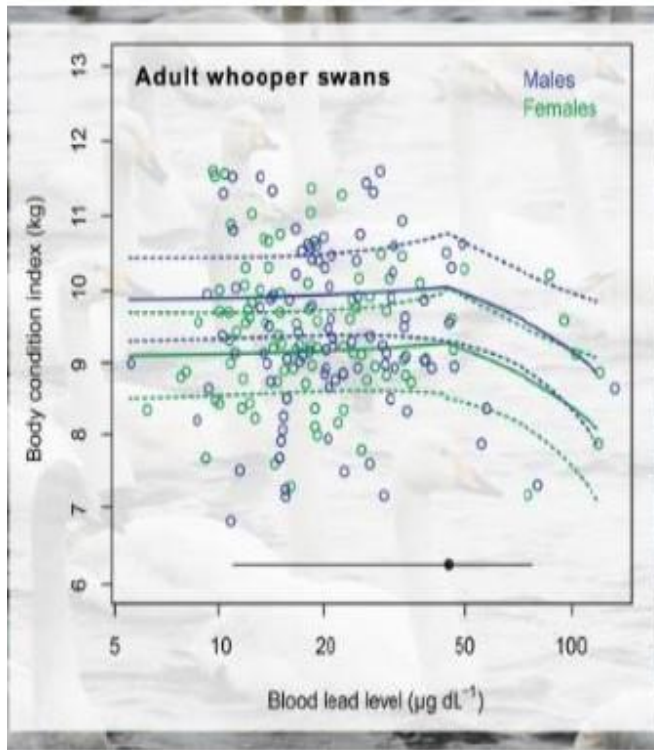 Adult whooper swans
Males
Females
Body condition index (kg)
13
12
11
10
9
8
7
6
5
10
20
50
100
Blood lead level (µg dL⁻¹)